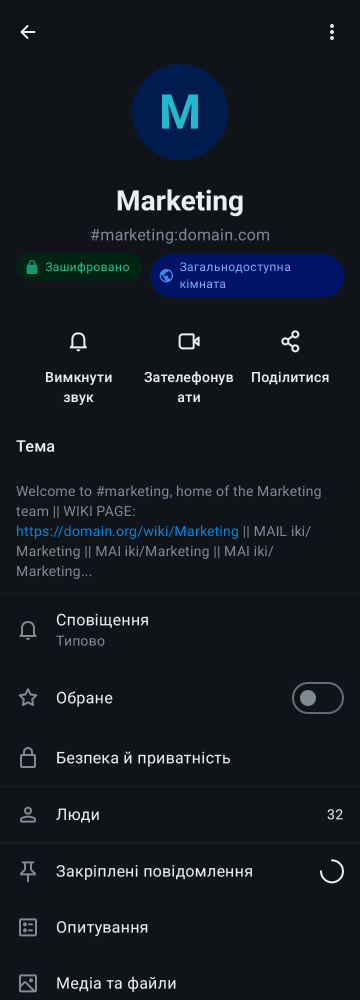 M
Marketing
#marketing:domain.com
Зашифровано
Загальнодоступна
кімната
Вимкнути
звук
Зателефонув
ати
Поділитися
Тема
Welcome to #marketing, home of the Marketing
team || WIKI PAGE:
https://domain.org/wiki/Marketing || MAIL iki/
Marketing || MAI iki/Marketing || MAI iki/
Marketing...
Сповіщення
Типово
Обране
Безпека й приватність
Люди
32
Закріплені повідомлення
Опитування
Медіа та файли